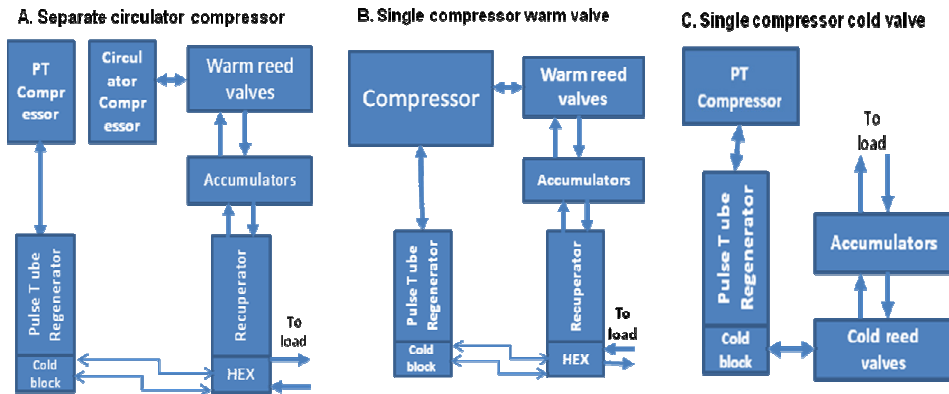 A. Separate circulator compressor
PT
Compr
essor
Circul
ator
Compr
essor
Warm reed
valves
Accumulators
Pulse T ube
Regenerator
Recuperator
To
load
Cold
block
HEX
B. Single compressor warm valve
Compressor
Warm reed
valves
Accumulators
Pulse T ube
Regenerator
Recuperator
To
load
Cold
block
HEX
C. Single compressor cold valve
PT
Compressor
To
load
Pulse T ube
Regenerator
Accumulators
Cold
block
Cold reed
valves